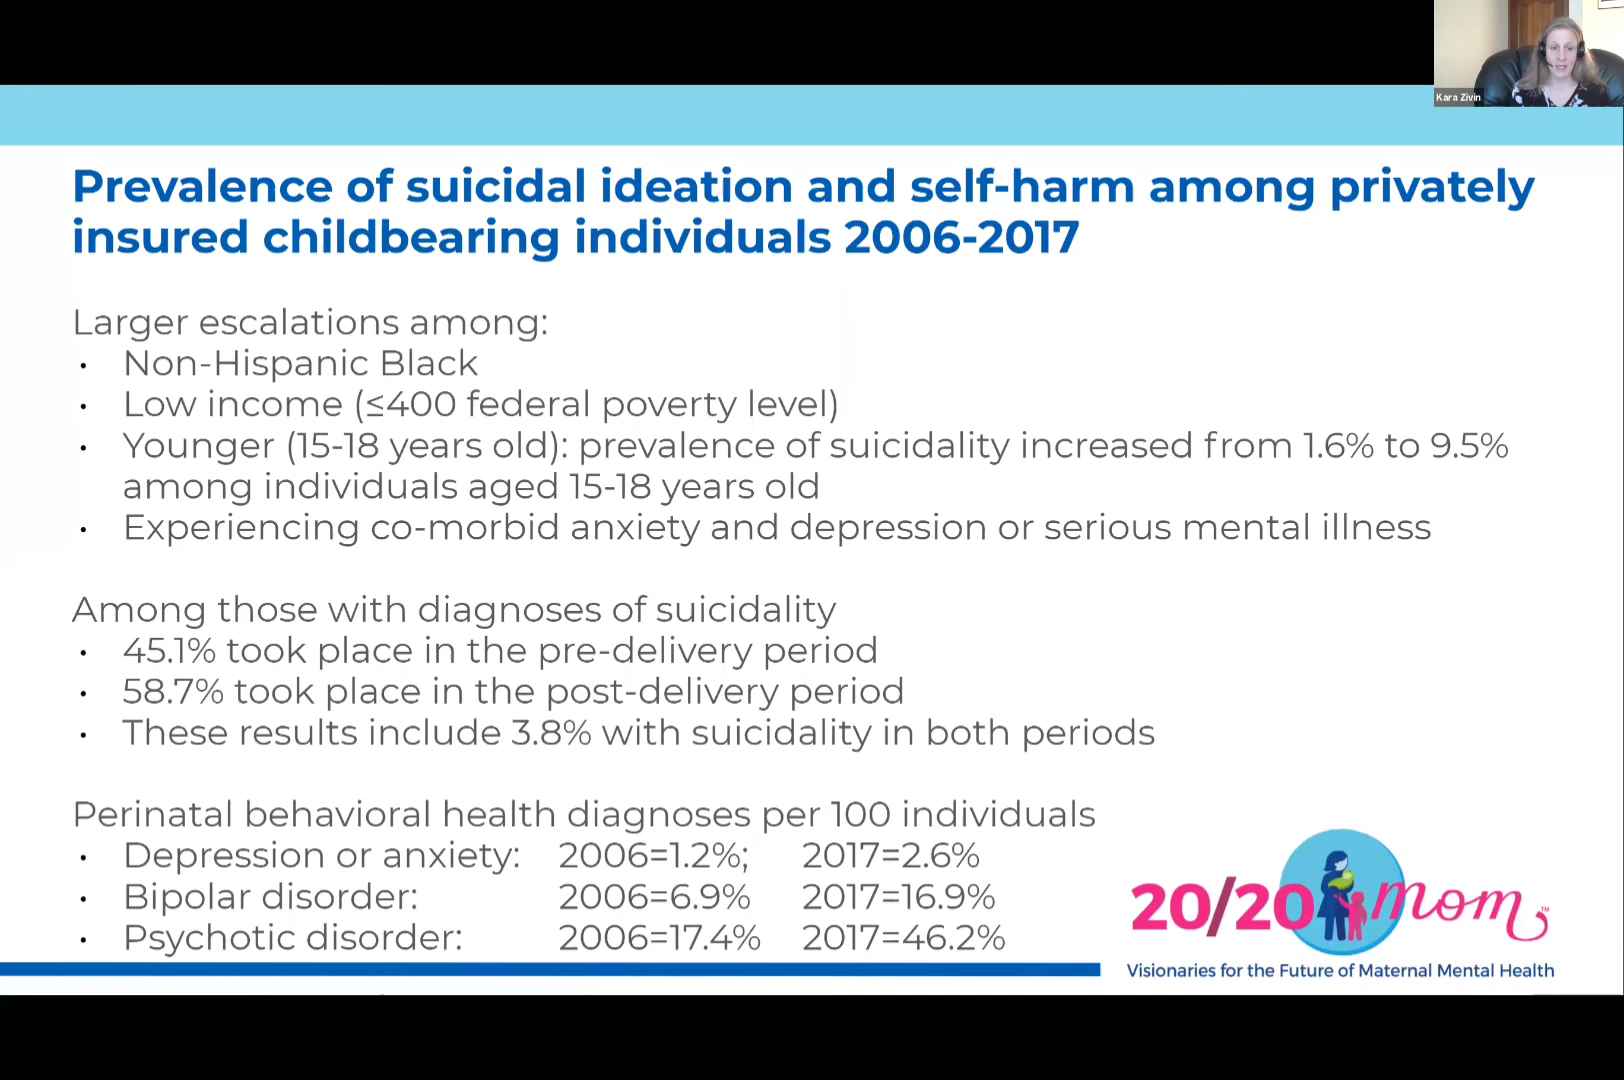 Kara Zivin
Prevalence of suicidal ideation and self-harm among privately
insured childbearing individuals 2006-2017
Larger escalations among:
• Non-Hispanic Black
• Low income (≤400 federal poverty level)
• Younger (15-18 years old): prevalence of suicidality increased from 1.6% to 9.5%
among individuals aged 15-18 years old
• Experiencing co-morbid anxiety and depression or serious mental illness
Among those with diagnoses of suicidality
• 45.1% took place in the pre-delivery period
• 58.7% took place in the post-delivery period
• These results include 3.8% with suicidality in both periods
Perinatal behavioral health diagnoses per 100 individuals
• Depression or anxiety: 2006=1.2%; 2017=2.6%
• Bipolar disorder: 2006=6.9% 2017=16.9%
• Psychotic disorder: 2006=17.4% 2017=46.2%
20/20 mom™
Visionaries for the Future of Maternal Mental Health